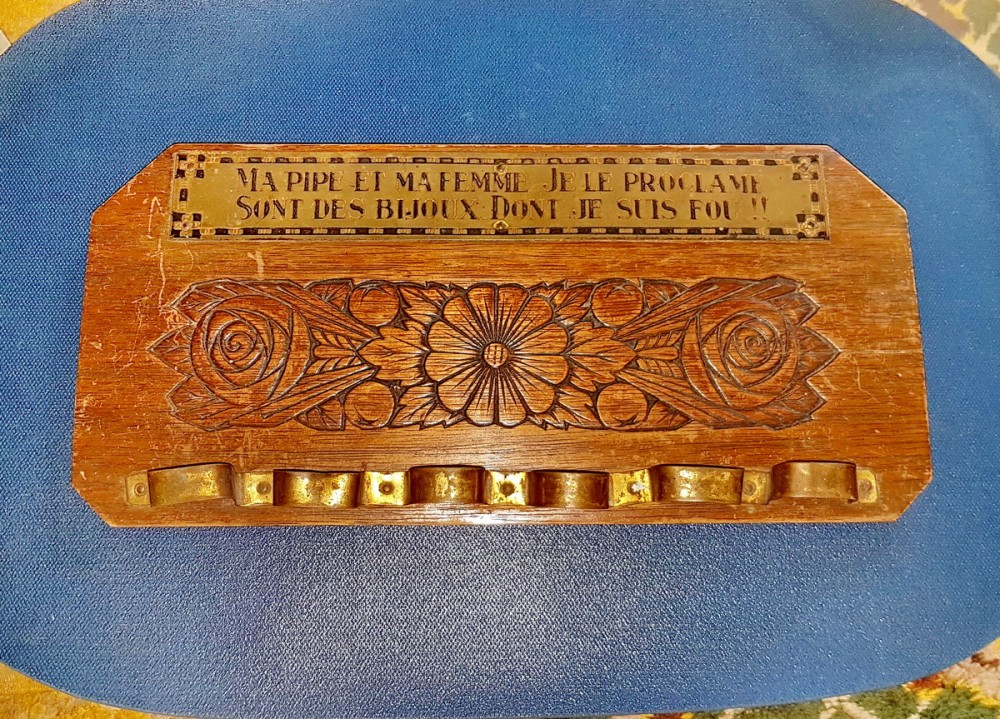 MA PIPE ET MA FEMME JE LE PROCLAME
SONT DES BIJOUX DONT JE SUIS FOU !!